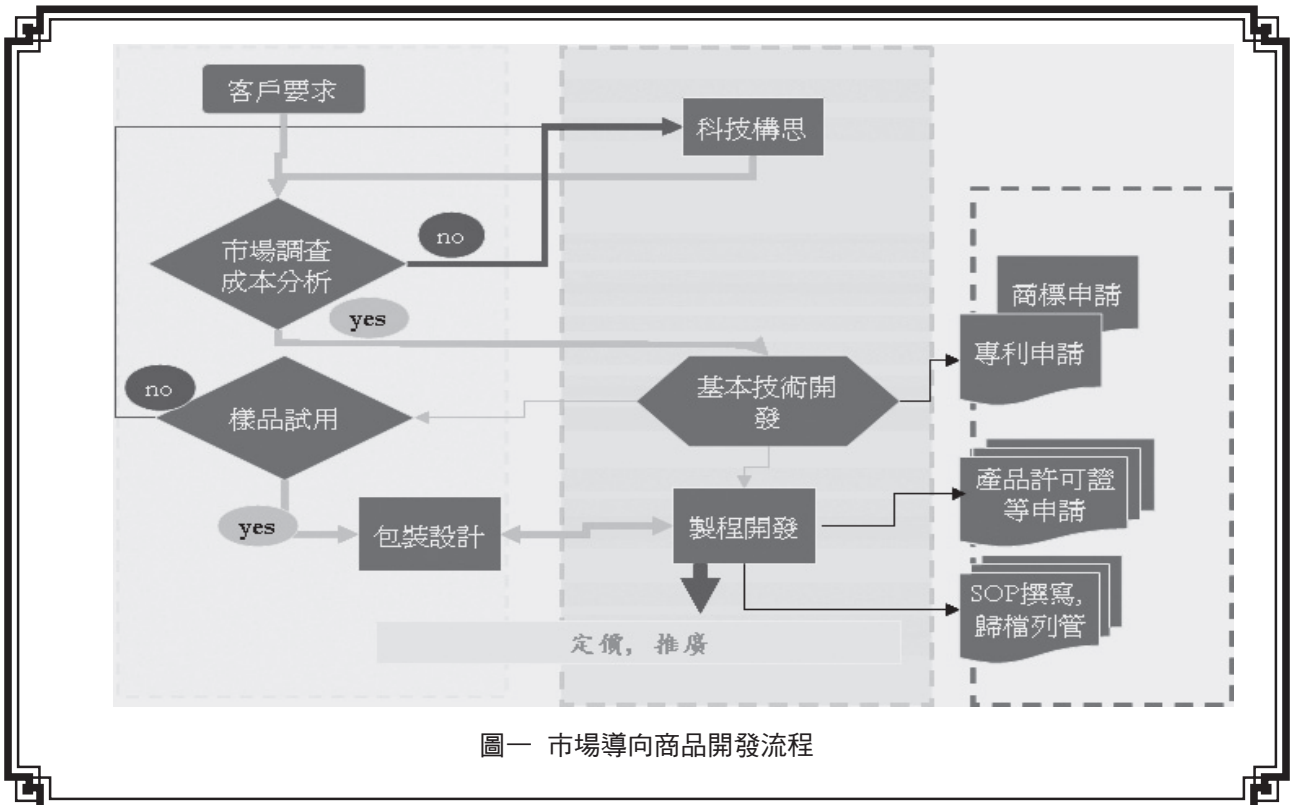 客戶要求
科技構思
市場調查
成本分析
no
yes
商標申請
專利申請
基本技術開
發
no
樣品試用
產品許可證
等申請
yes
包裝設計
製程開發
SOP撰寫,
歸檔列管
定價, 推廣
圖一 市場導向商品開發流程